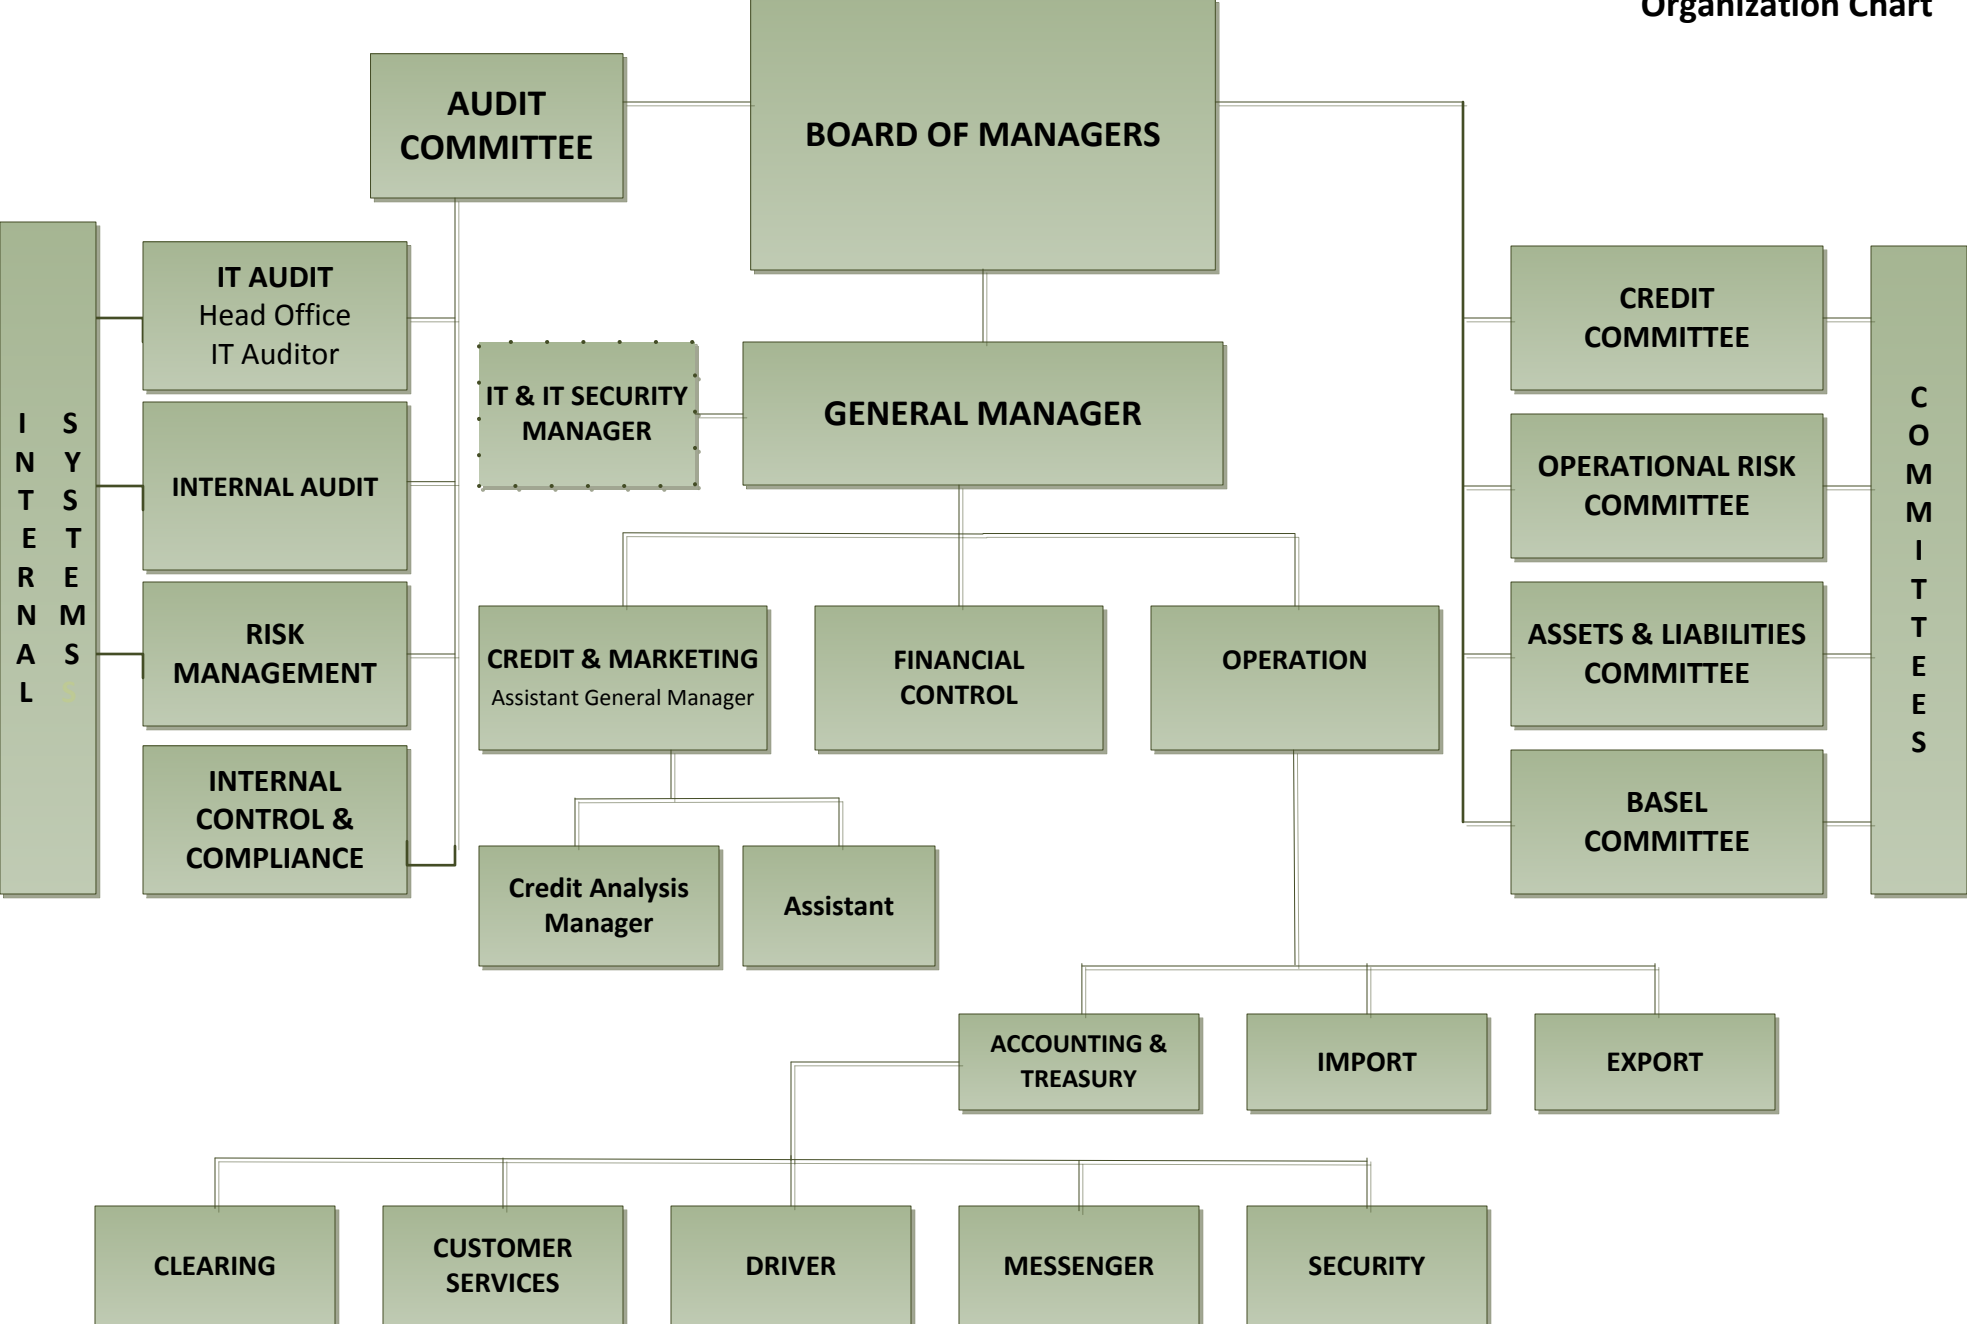 Organization Chart
AUDIT
COMMITTEE
BOARD OF MANAGERS
INTERNAL
SYSTEMSS
IT AUDIT
Head Office
IT Auditor
INTERNAL AUDIT
RISK
MANAGEMENT
INTERNAL
CONTROL &
COMPLIANCE
IT & IT SECURITY
MANAGER
GENERAL MANAGER
CREDIT
COMMITTEE
OPERATIONAL RISK
COMMITTEE
ASSETS & LIABILITIES
COMMITTEE
BASEL
COMMITTEE
COMMITTEES
CREDIT & MARKETING
Assistant General Manager
FINANCIAL
CONTROL
OPERATION
Credit Analysis
Manager
Assistant
ACCOUNTING &
TREASURY
IMPORT
EXPORT
CLEARING
CUSTOMER
SERVICES
DRIVER
MESSENGER
SECURITY